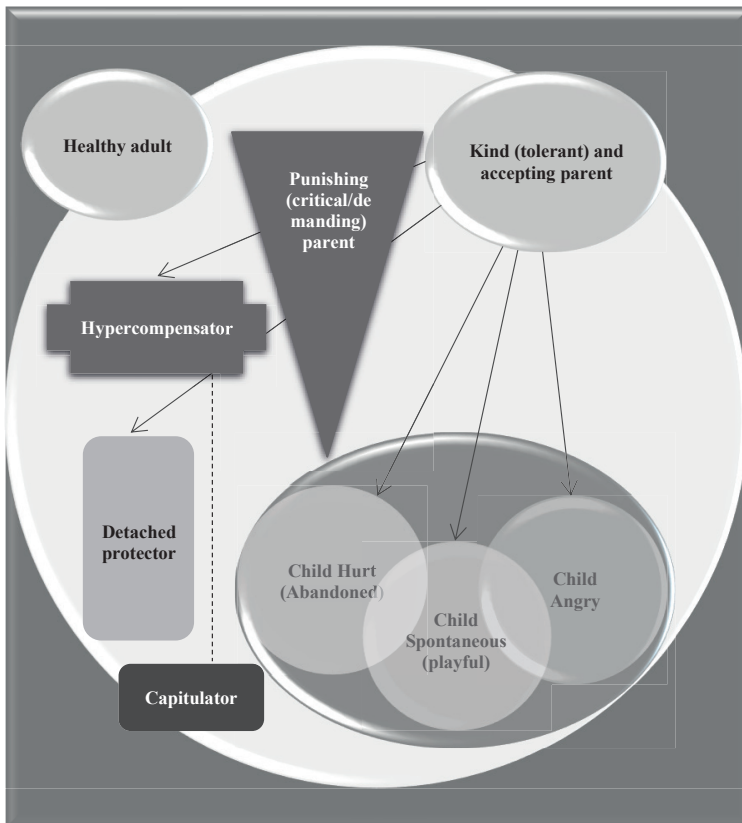 Healthy adult
Kind (tolerant) and
accepting parent
Punishing
(critical/de
manding)
parent
Hypercompensator
Detached
protector
Child Hurt
(Abandoned)
Child
Spontaneous
(playful)
Child
Angry
Capitulator